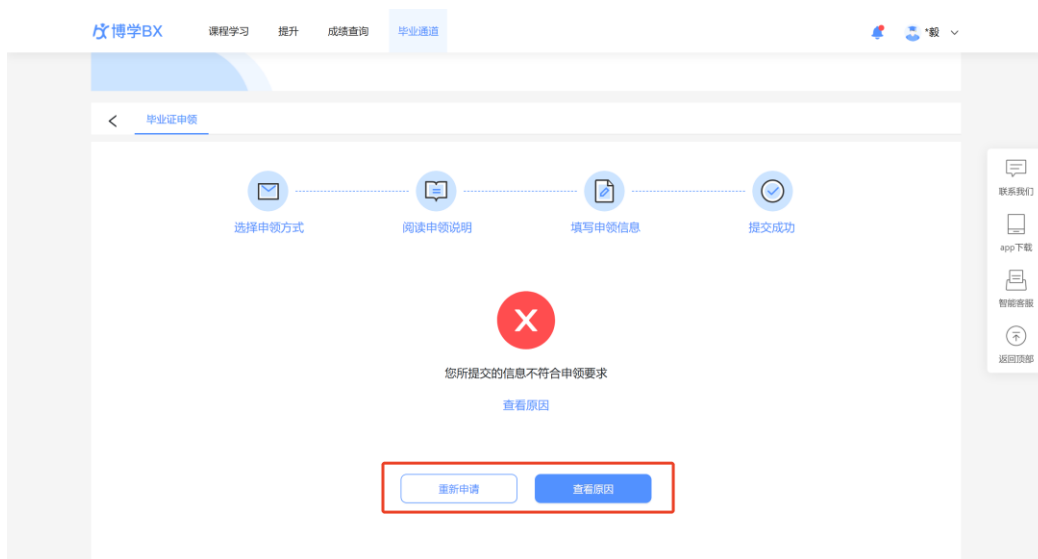 博学BX 课程学习 提升 成绩查询 毕业通道 *毅
毕业证申领
选择申领方式 阅读申领说明 填写申领信息 提交成功
X
您所提交的信息不符合申领要求
查看原因
重新申请 查看原因
联系我们
app下载
智能客服
返回顶部